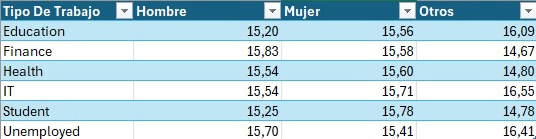 Tipo De Trabajo Hombre Mujer Otros
Education 15,20 15,56 16,09
Finance 15,83 15,58 14,67
Health 15,54 15,60 14,80
IT 15,54 15,71 16,55
Student 15,25 15,78 14,78
Unemployed 15,70 15,41 16,41